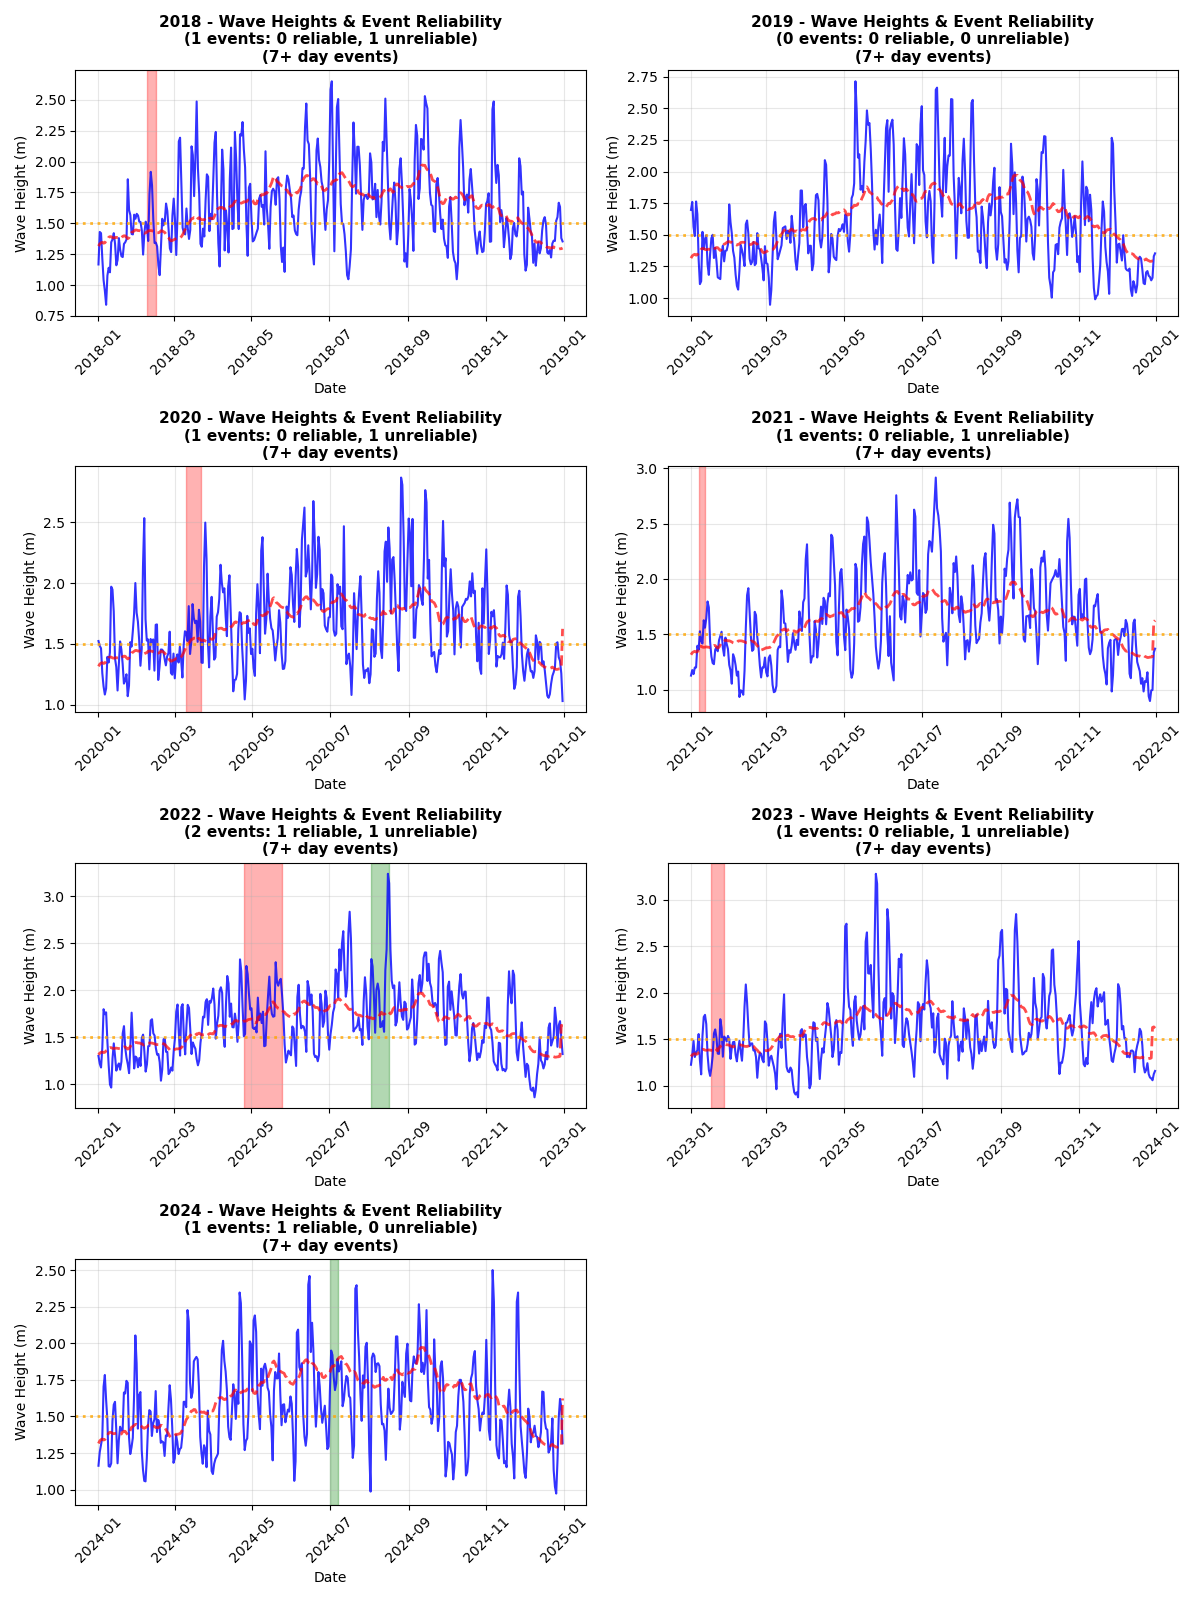 2018 - Wave Heights & Event Reliability
(1 events: 0 reliable, 1 unreliable)
(7+ day events)
Wave Height (m)
2.50
2.25
2.00
1.75
1.50
1.25
1.00
0.75
2018-01
2018-03
2018-05
2018-07
2018-09
2018-11
2019-01
Date
2019 - Wave Heights & Event Reliability
(0 events: 0 reliable, 0 unreliable)
(7+ day events)
Wave Height (m)
2.75
2.50
2.25
2.00
1.75
1.50
1.25
1.00
2019-01
2019-03
2019-05
2019-07
2019-09
2019-11
2020-01
Date
2020 - Wave Heights & Event Reliability
(1 events: 0 reliable, 1 unreliable)
(7+ day events)
Wave Height (m)
2.5
2.0
1.5
1.0
2020-01
2020-03
2020-05
2020-07
2020-09
2020-11
2021-01
Date
2021 - Wave Heights & Event Reliability
(1 events: 0 reliable, 1 unreliable)
(7+ day events)
Wave Height (m)
3.0
2.5
2.0
1.5
1.0
2021-01
2021-03
2021-05
2021-07
2021-09
2021-11
2022-01
Date
2022 - Wave Heights & Event Reliability
(2 events: 1 reliable, 1 unreliable)
(7+ day events)
Wave Height (m)
3.0
2.5
2.0
1.5
1.0
2022-01
2022-03
2022-05
2022-07
2022-09
2022-11
2023-01
Date
2023 - Wave Heights & Event Reliability
(1 events: 0 reliable, 1 unreliable)
(7+ day events)
Wave Height (m)
3.0
2.5
2.0
1.5
1.0
2023-01
2023-03
2023-05
2023-07
2023-09
2023-11
2024-01
Date
2024 - Wave Heights & Event Reliability
(1 events: 1 reliable, 0 unreliable)
(7+ day events)
Wave Height (m)
2.50
2.25
2.00
1.75
1.50
1.25
1.00
2024-01
2024-03
2024-05
2024-07
2024-09
2024-11
2025-01
Date